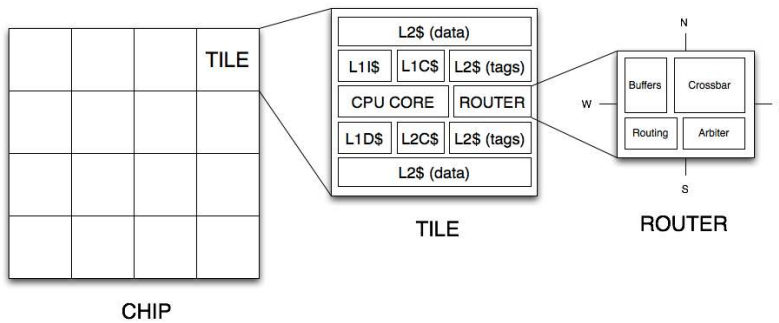 TILE
CHIP
L2$ (data)
L1I$ L1C$ L2$ (tags)
CPU CORE ROUTER
L1D$ L2C$ L2$ (tags)
L2$ (data)
TILE
N
Buffers Crossbar
W
Routing Arbiter
S
ROUTER